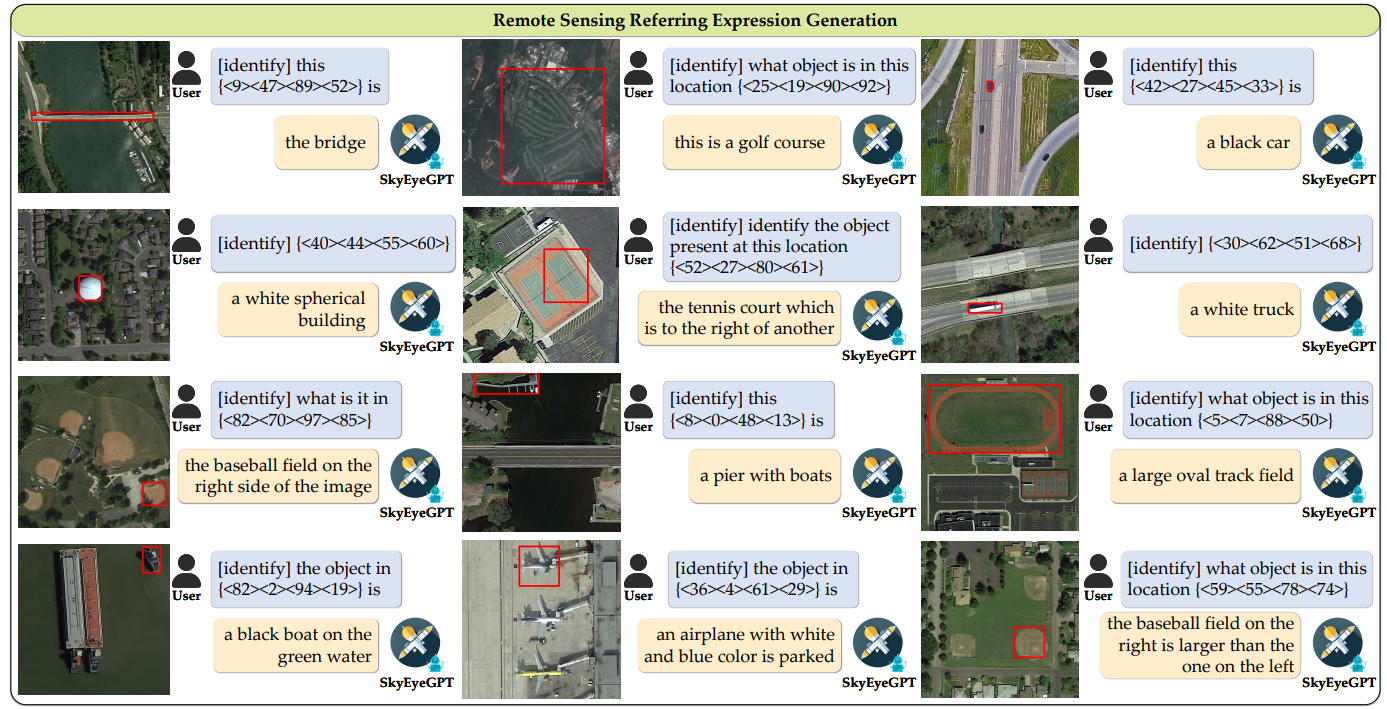 Remote Sensing Referring Expression Generation
[identify] this
{<9><47><89><52>} is
User
the bridge
SkyEyeGPT
[identify] what object is in this
location {<25><19><90><92>}
User
this is a golf course
SkyEyeGPT
[identify] this
{<42><27><45><33>} is
User
a black car
SkyEyeGPT
[identify] {<40><44><55><60>}
User
a white spherical
building
SkyEyeGPT
[identify] identify the object
present at this location
{<52><27><80><61>}
User
the tennis court which
is to the right of another
SkyEyeGPT
[identify] {<30><62><51><68>}
User
a white truck
SkyEyeGPT
[identify] what is it in
{<82><70><97><85>}
User
the baseball field on the
right side of the image
SkyEyeGPT
[identify] this
{<8><0><48><13>} is
User
a pier with boats
SkyEyeGPT
[identify] what object is in this
location {<5><7><88><50>}
User
a large oval track field
SkyEyeGPT
[identify] the object in
{<82><2><94><19>} is
User
a black boat on the
green water
SkyEyeGPT
[identify] the object in
{<36><4><61><29>} is
User
an airplane with white
and blue color is parked
SkyEyeGPT
[identify] what object is in this
location {<59><55><78><74>}
User
the baseball field on the
right is larger than the
one on the left
SkyEyeGPT